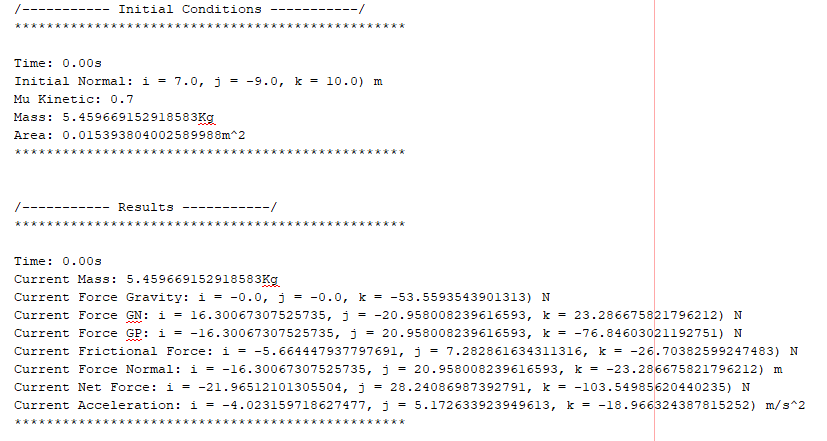 /----------- Initial Conditions -----------/
*************************************************
Time: 0.00s
Initial Normal: i = 7.0, j = -9.0, k = 10.0) m
Mu Kinetic: 0.7
Mass: 5.459669152918583Kg
Area: 0.015393804002589988m^2
*************************************************
/----------- Results -----------/
*************************************************
Time: 0.00s
Current Mass: 5.459669152918583Kg
Current Force Gravity: i = -0.0, j = -0.0, k = -53.5593543901313) N
Current Force GN: i = 16.30067307525735, j = -20.958008239616593, k = 23.286675821796212) N
Current Force GP: i = -16.30067307525735, j = 20.958008239616593, k = -76.84603021192751) N
Current Frictional Force: i = -5.664447937797691, j = 7.282861634311316, k = -26.70382599247483) N
Current Force Normal: i = -16.30067307525735, j = 20.958008239616593, k = -23.286675821796212) m
Current Net Force: i = -21.96512101305504, j = 28.24086987392791, k = -103.54985620440235) N
Current Acceleration: i = -4.023159718627477, j = 5.172633923949613, k = -18.966324387815252) m/s^2
*************************************************